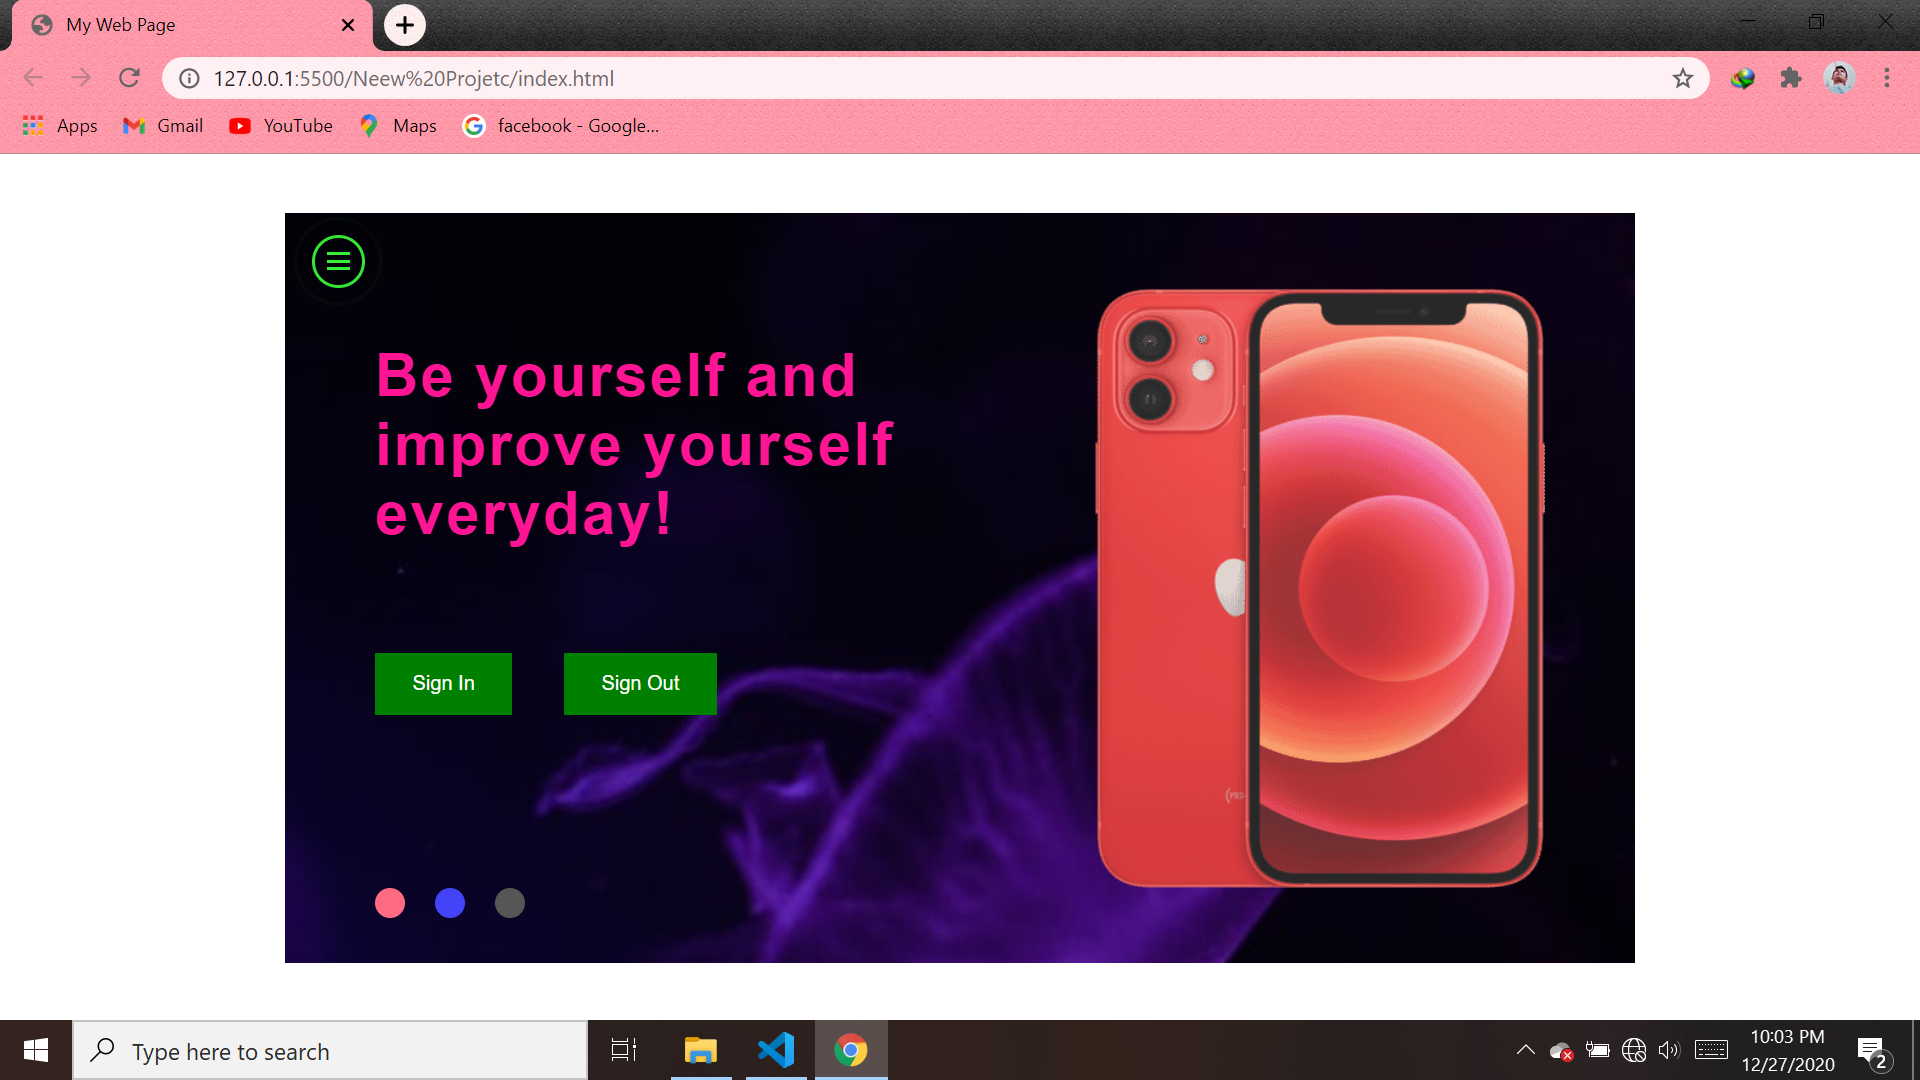 My Web Page
127.0.0.1:5500/Neew%20Projetc/index.html
Apps
Gmail
YouTube
Maps
facebook - Google...
Be yourself and
improve yourself
everyday!
Sign In
Sign Out
Type here to search
10:03 PM
12/27/2020
2